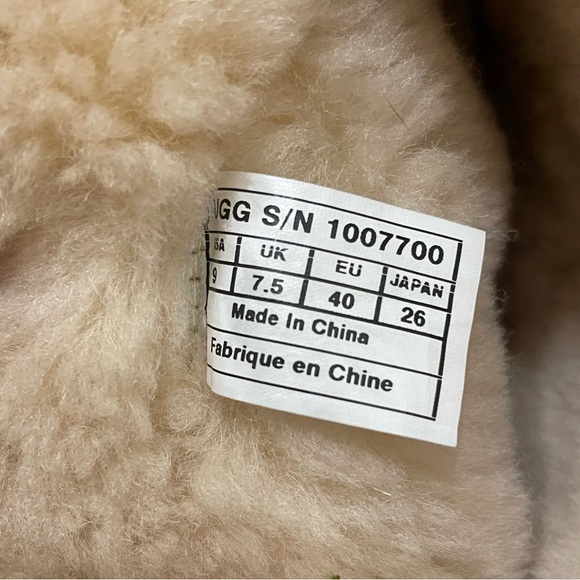 UGG S/N 1007700
UK EU JAPAN
9 7.5 40 26
Made In China
Fabrique en Chine